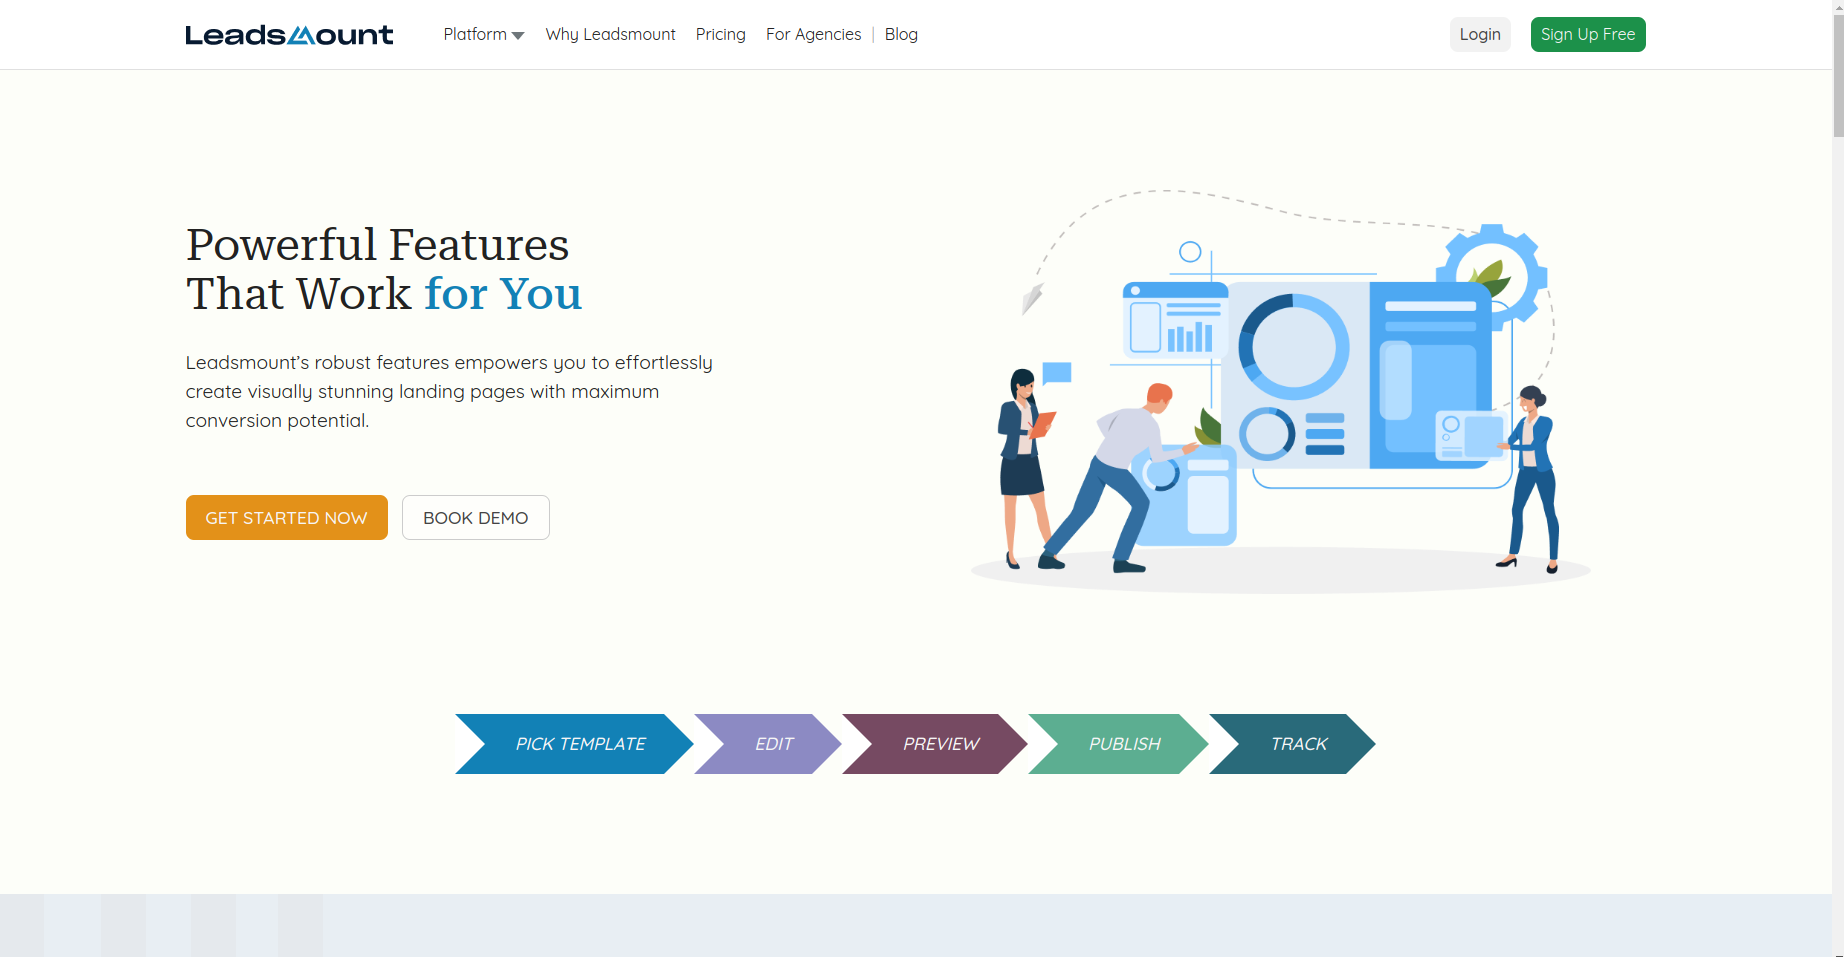 Leadsmount
Platform Why Leadsmount Pricing For Agencies | Blog
Login
Sign Up Free
Powerful Features
That Work for You
Leadsmount’s robust features empowers you to effortlessly
create visually stunning landing pages with maximum
conversion potential.
GET STARTED NOW
BOOK DEMO
PICK TEMPLATE
EDIT
PREVIEW
PUBLISH
TRACK